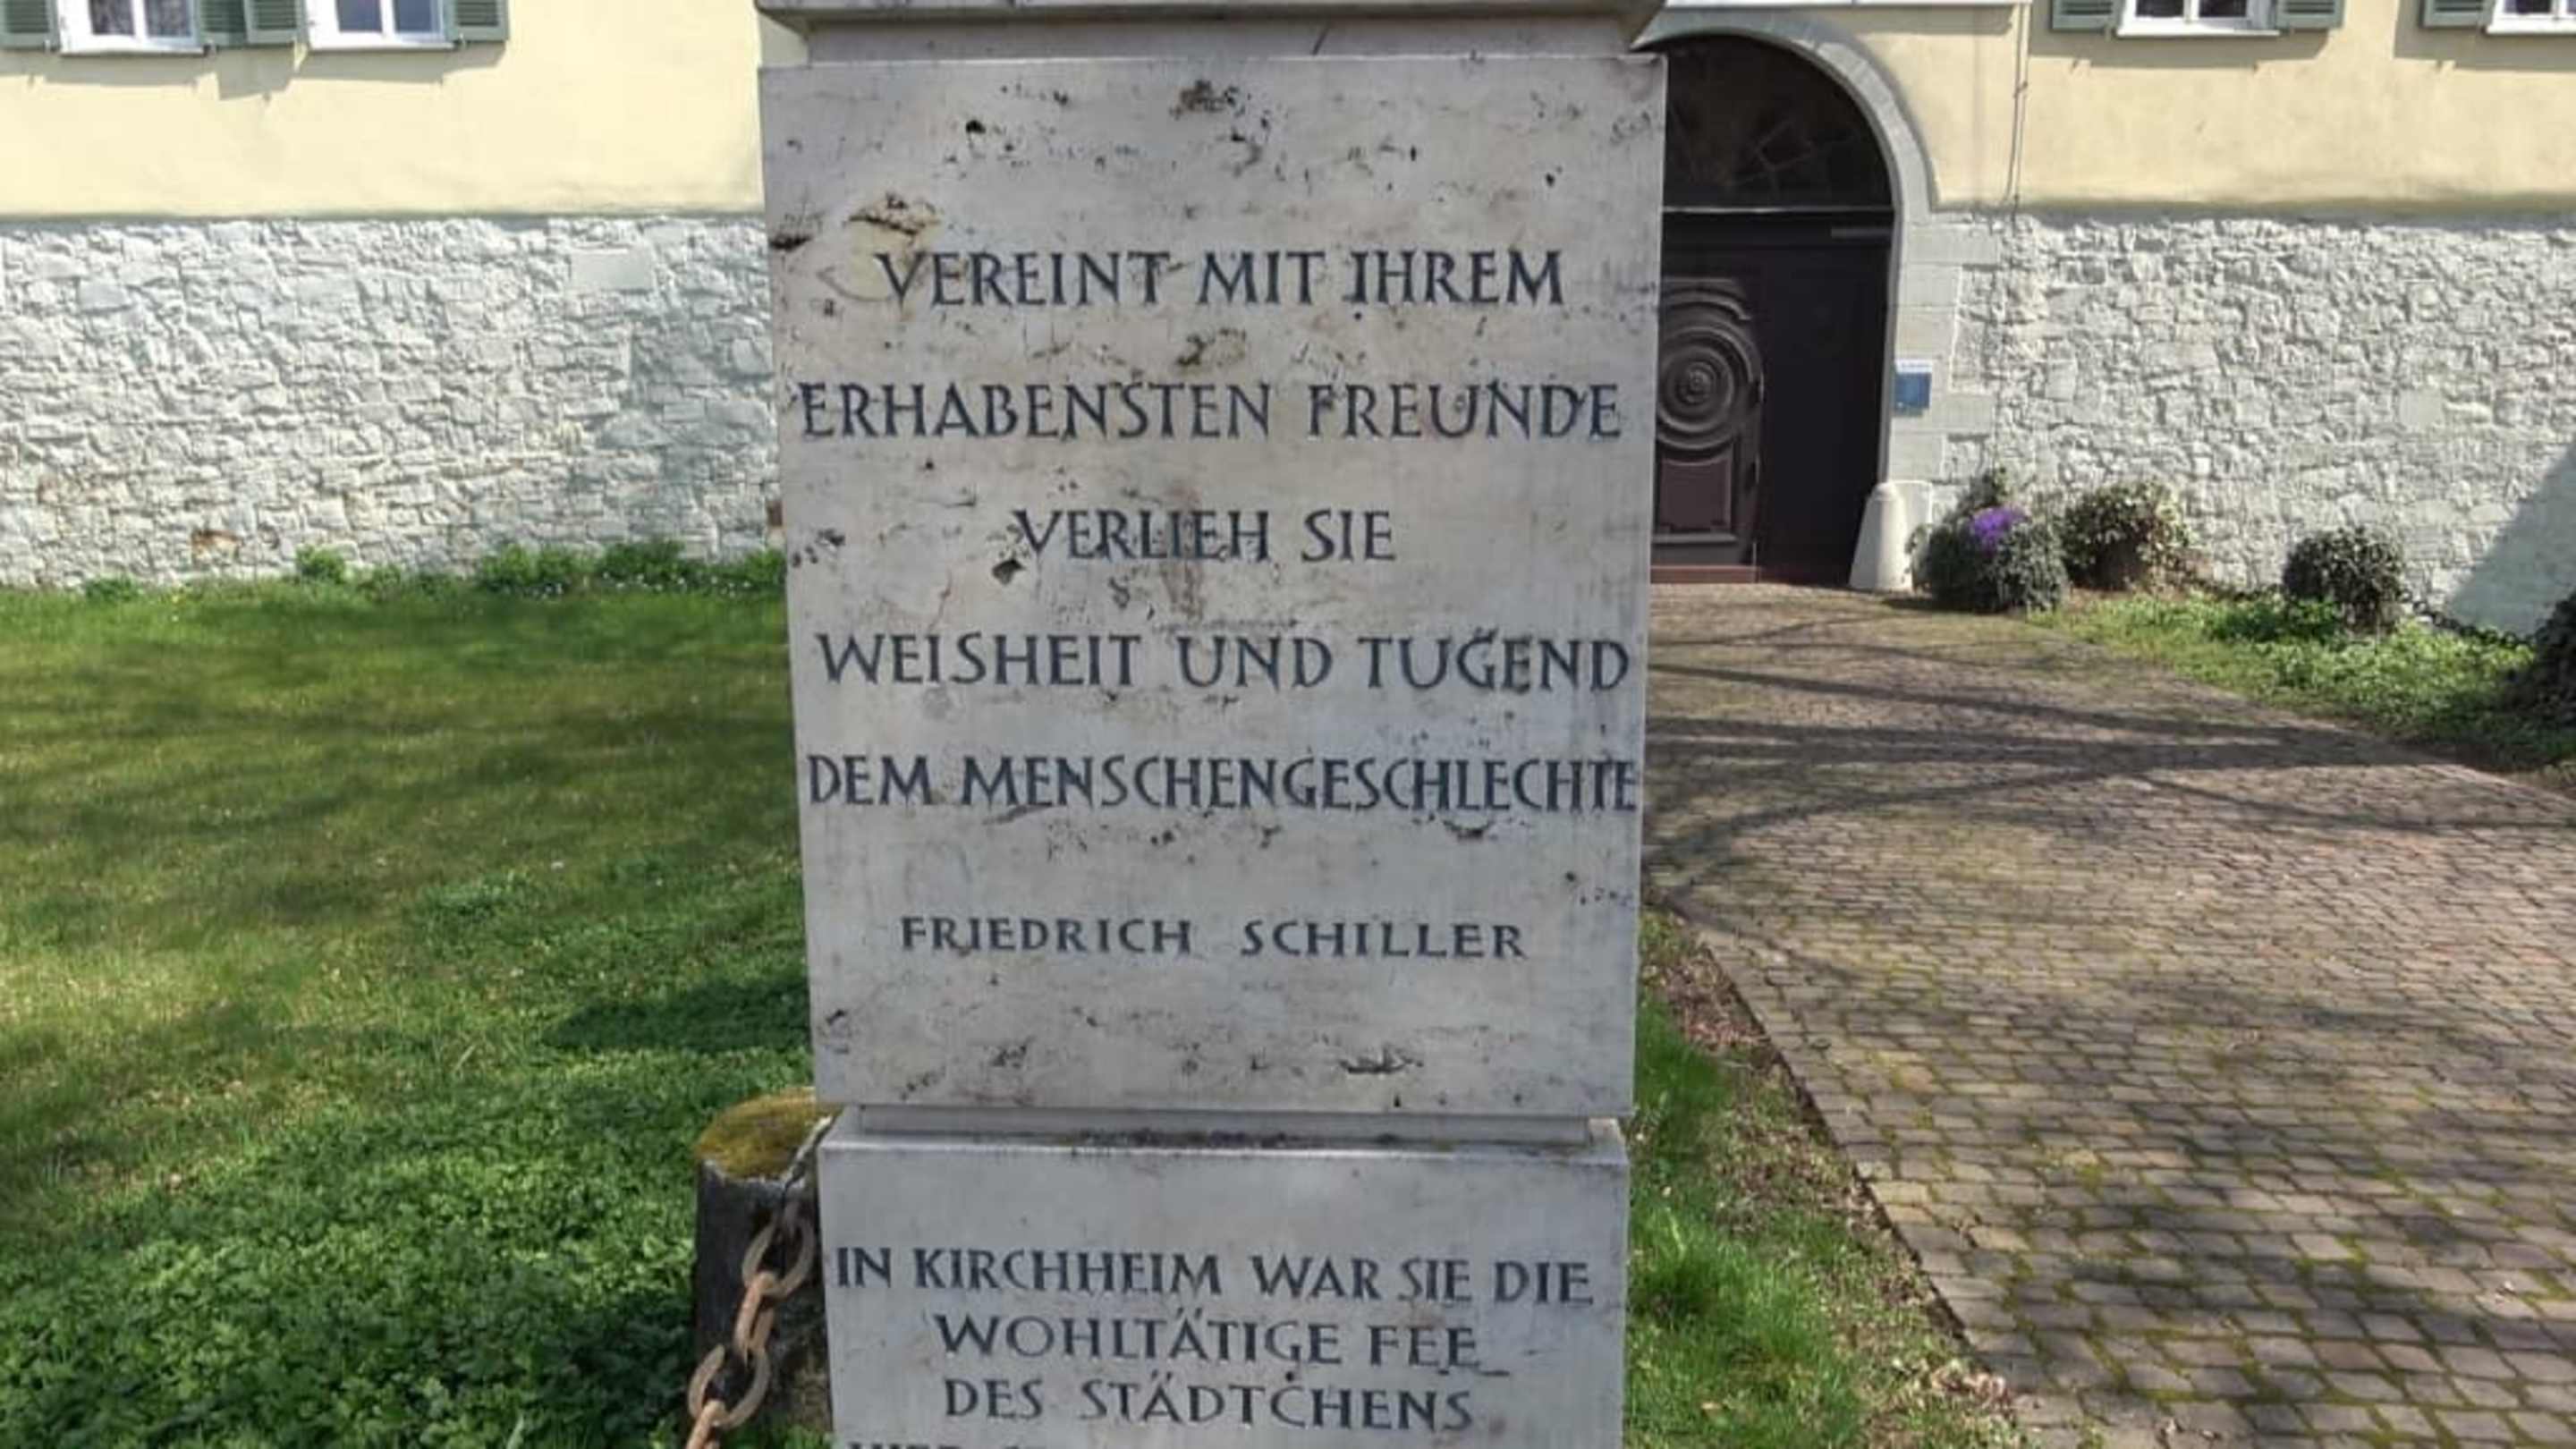 VEREINT MIT IHREM
ERHABENSTEN FREUNDE
VERLIEH SIE
WEISHEIT UND TUGEND
DEM MENSCHENGESCHLECHTE
FRIEDRICH SCHILLER
IN KIRCHHEIM WAR SIE DIE
WOHLTÄTIGE FEE
DES STÄDTCHENS